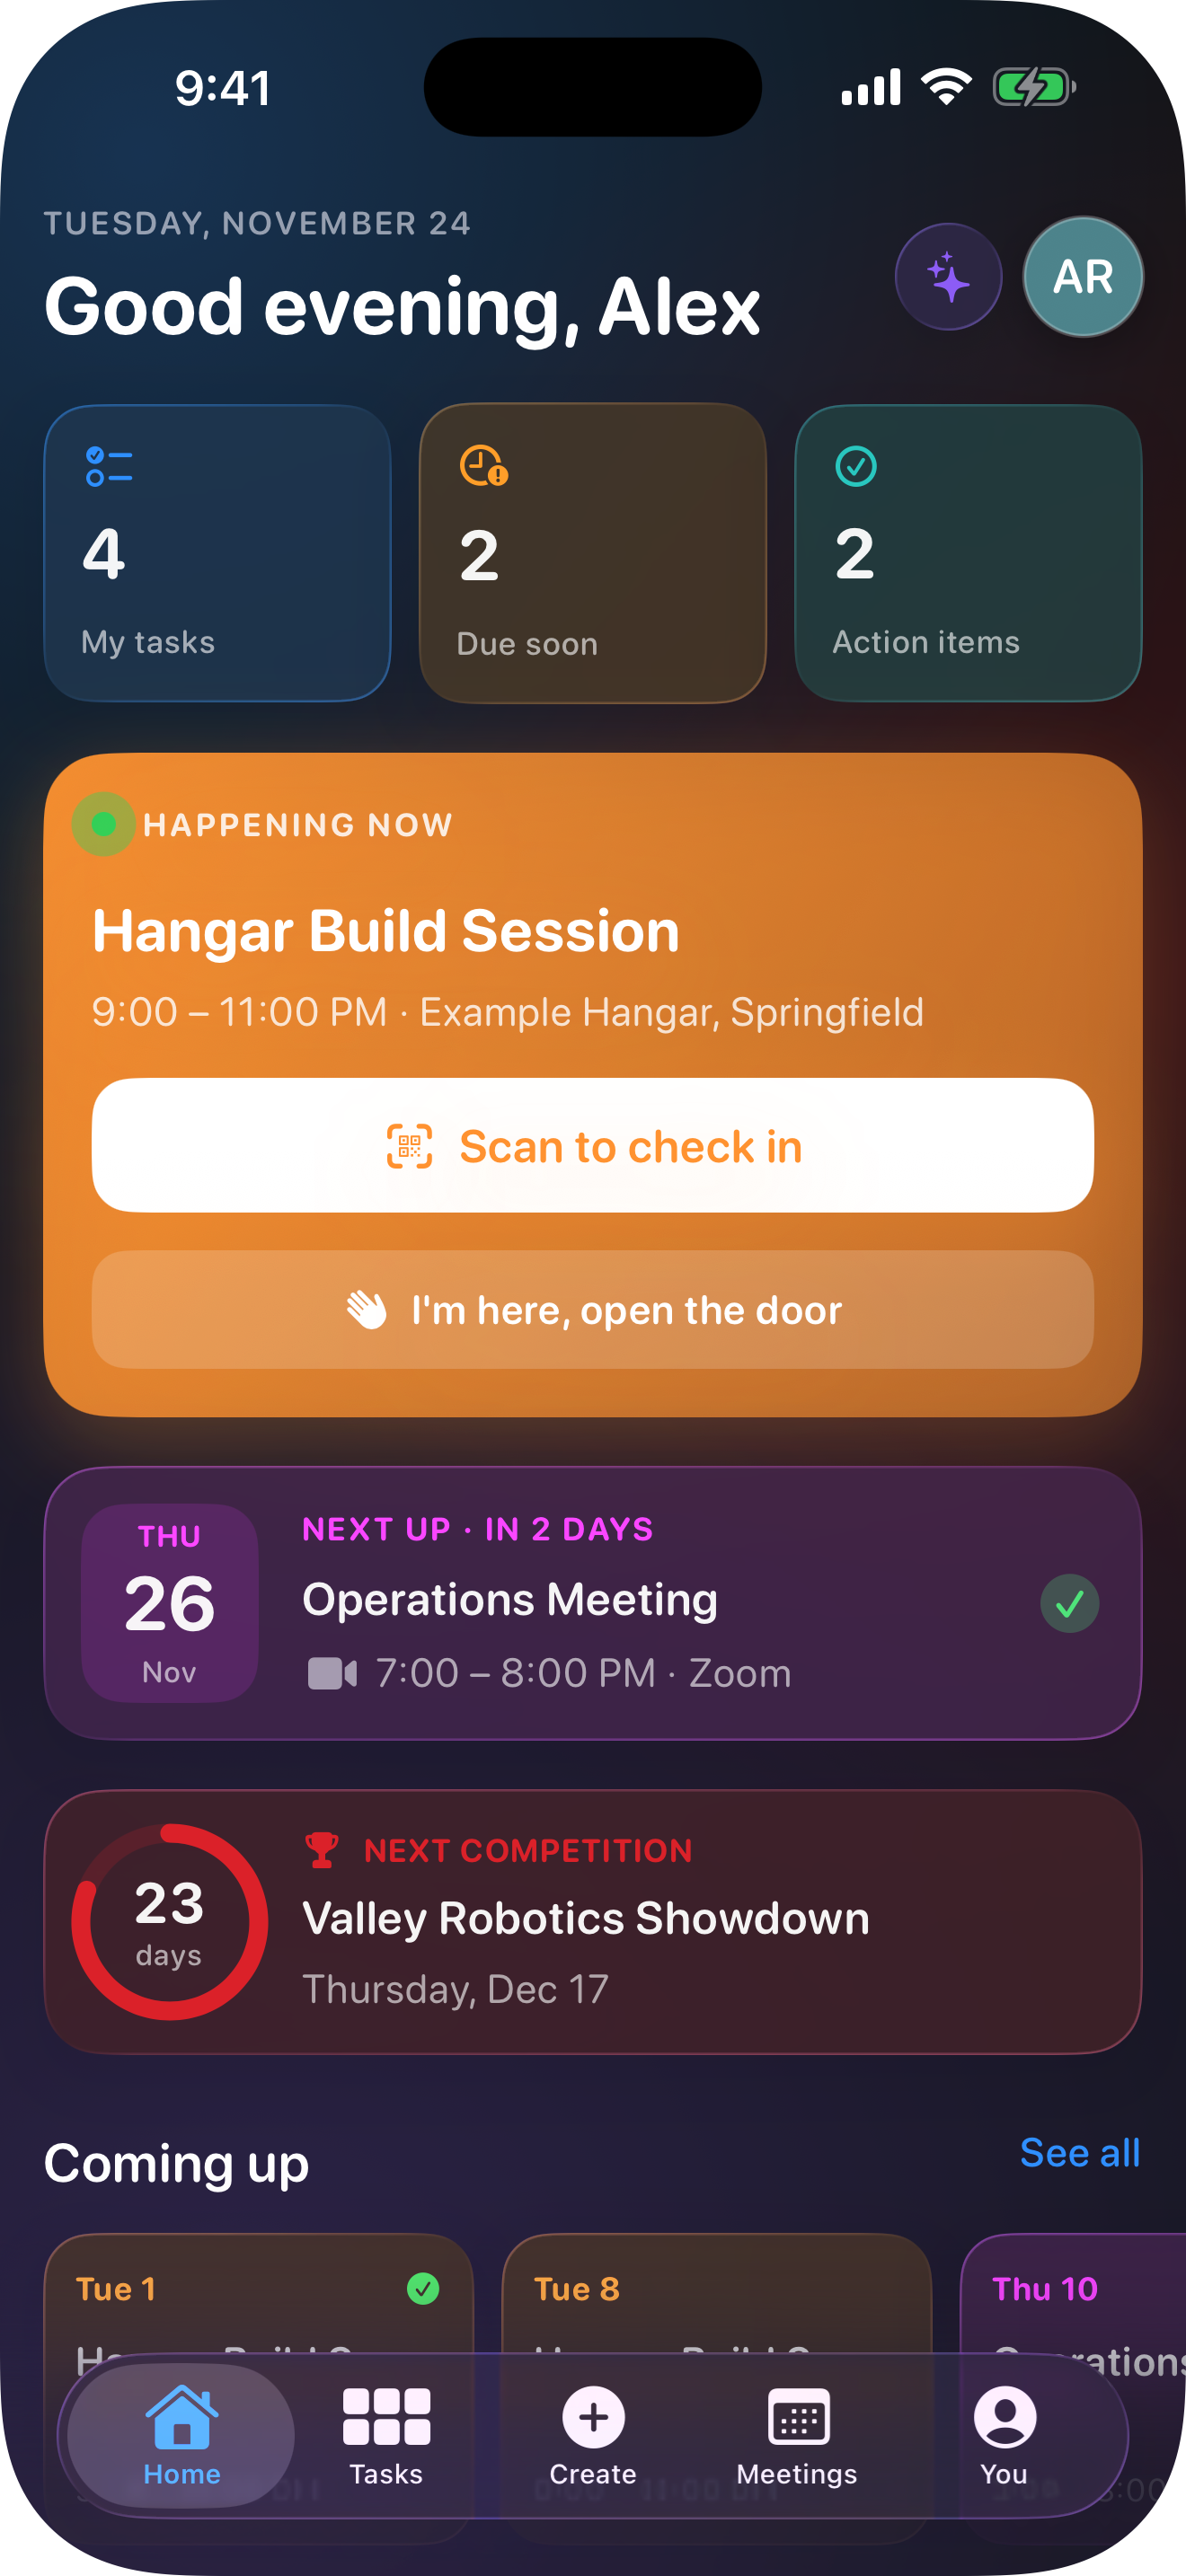 9:41
TUESDAY, NOVEMBER 24
Good evening, Alex
AR
4
My tasks
2
Due soon
2
Action items
HAPPENING NOW
Hangar Build Session
9:00 – 11:00 PM · Example Hangar, Springfield
Scan to check in
I'm here, open the door
THU
26
Nov
NEXT UP · IN 2 DAYS
Operations Meeting
7:00 – 8:00 PM · Zoom
23
days
NEXT COMPETITION
Valley Robotics Showdown
Thursday, Dec 17
Coming up
See all
Tue 1
Tue 8
Thu 10
Home
Tasks
Create
Meetings
You